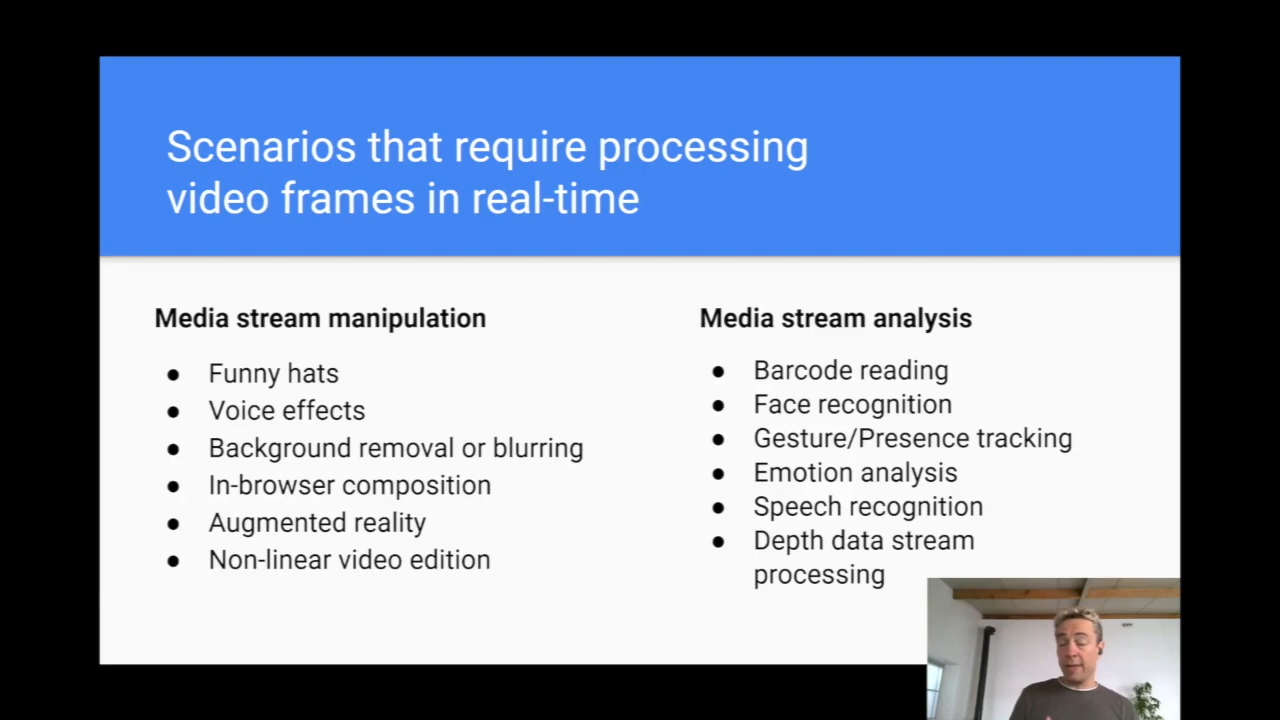 Scenarios that require processing
video frames in real-time
Media stream manipulation
● Funny hats
● Voice effects
● Background removal or blurring
● In-browser composition
● Augmented reality
● Non-linear video edition
Media stream analysis
● Barcode reading
● Face recognition
● Gesture/Presence tracking
● Emotion analysis
● Speech recognition
● Depth data stream
processing